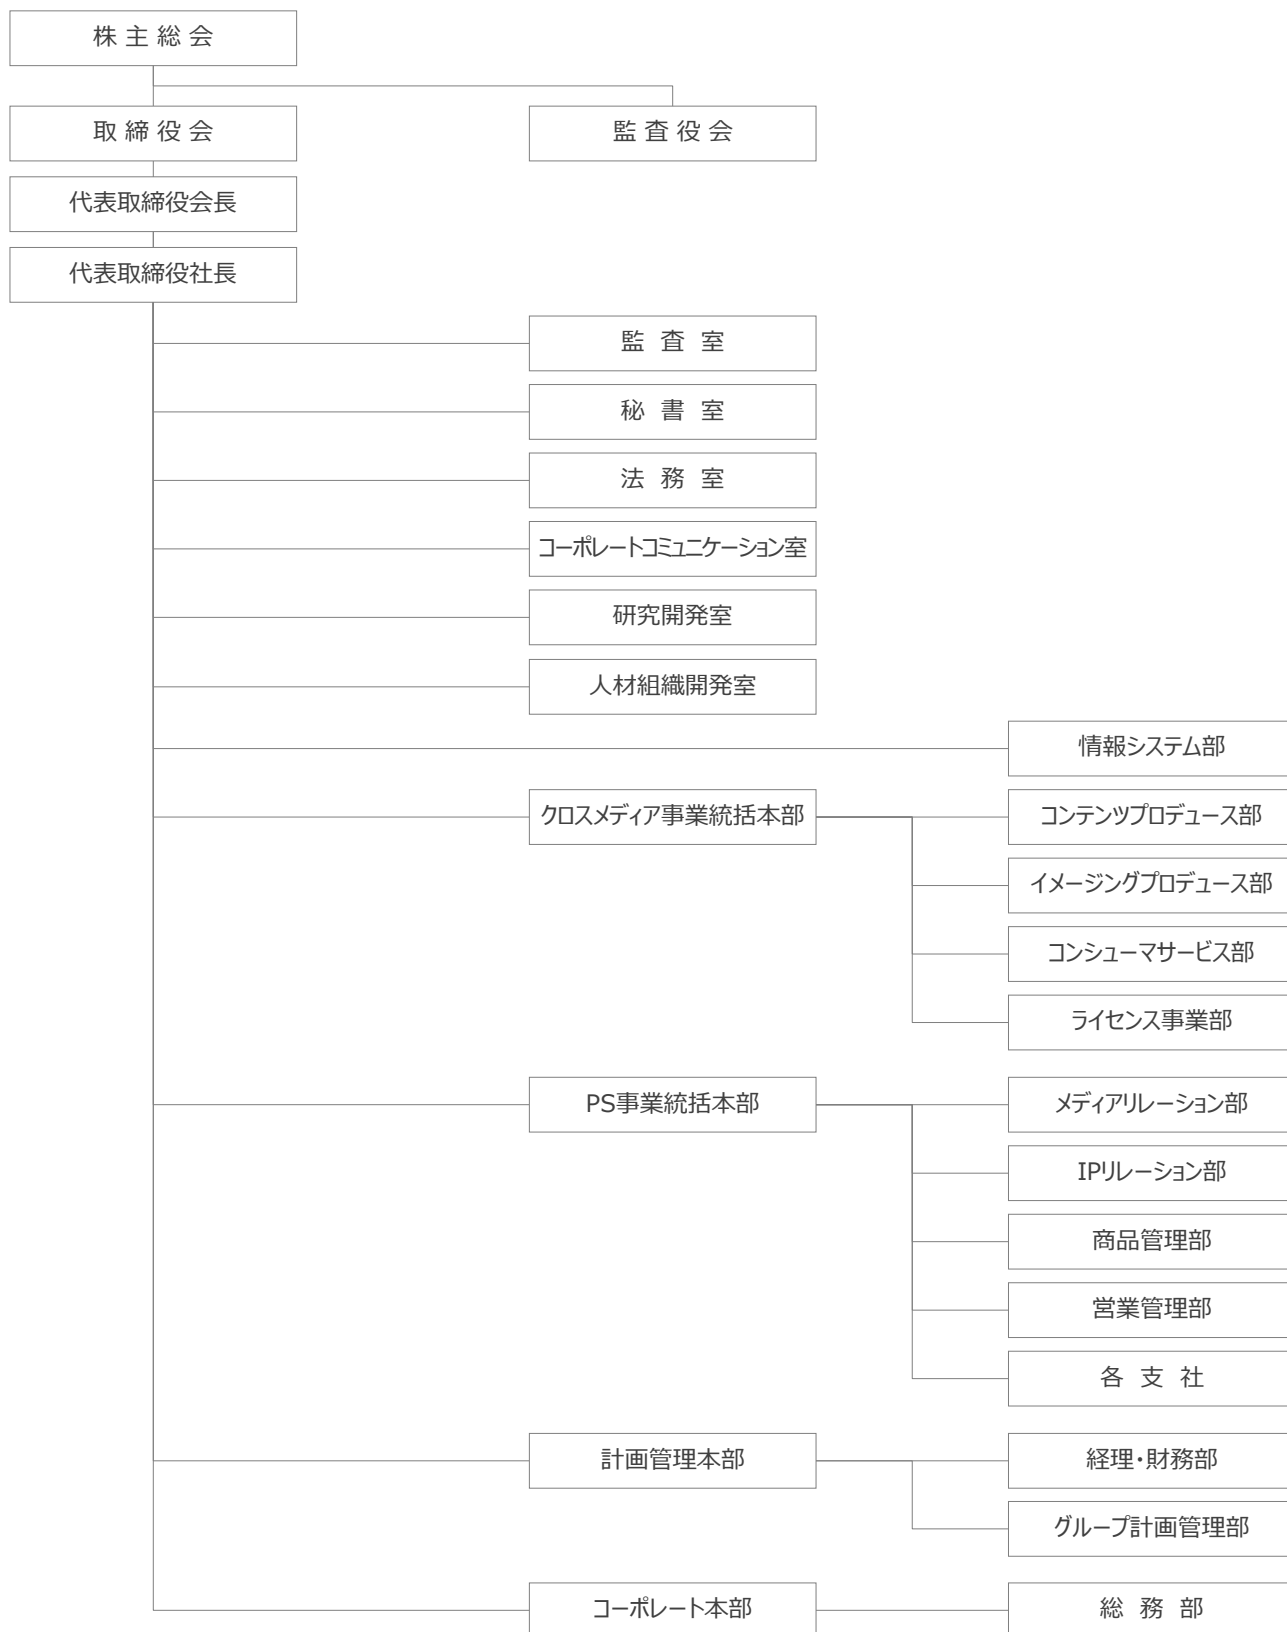 株 主 総 会
取 締 役 会
監 査 役 会
代表取締役会長
代表取締役社長
監 査 室
秘 書 室
法 務 室
コーポレートコミュニケーション室
研究開発室
人材組織開発室
情報システム部
クロスメディア事業統括本部
コンテンツプロデュース部
イメージングプロデュース部
コンシューマサービス部
ライセンス事業部
PS事業統括本部
メディアリレーション部
IPリレーション部
商品管理部
営業管理部
各 支 社
計画管理本部
経理・財務部
グループ計画管理部
コーポレート本部
総 務 部